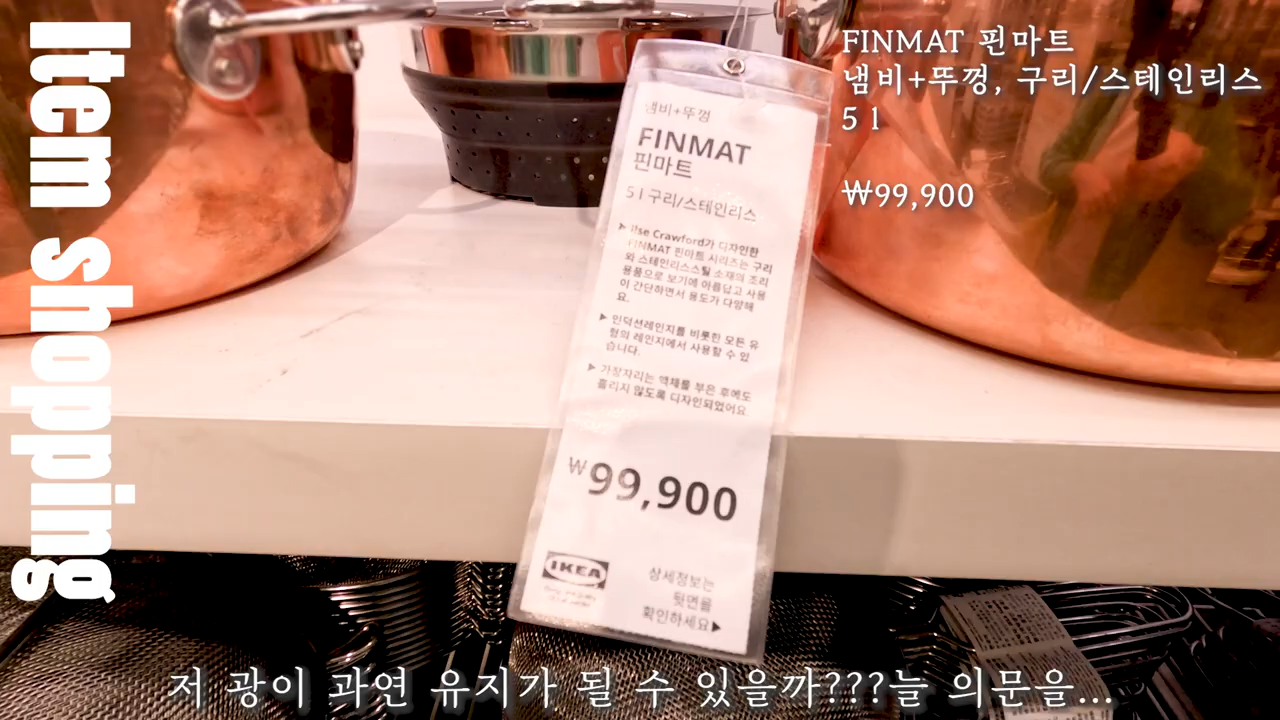 Item shopping
FINMAT 핀마트
냄비+뚜껑, 구리/스테인리스
5 l
₩99,900
냄비+뚜껑
FINMAT
핀마트
5 l 구리/스테인리스
▶ Ilse Crawford가 디자인한
FINMAT 핀마트 시리즈는 구리
와 스테인리스스틸 소재의 조리
용품으로 보기에 아름답고 사용
이 간단하면서 용도가 다양해
요.
▶ 인덕션레인지를 비롯한 모든 유
형의 레인지에서 사용할 수 있
습니다.
▶ 가장자리는 액체를 부은 후에도
흘리지 않도록 디자인되었어요
₩99,900
IKEA
상세정보는
뒷면을
확인하세요▶
저 광이 과연 유지가 될 수 있을까???늘 의문을...